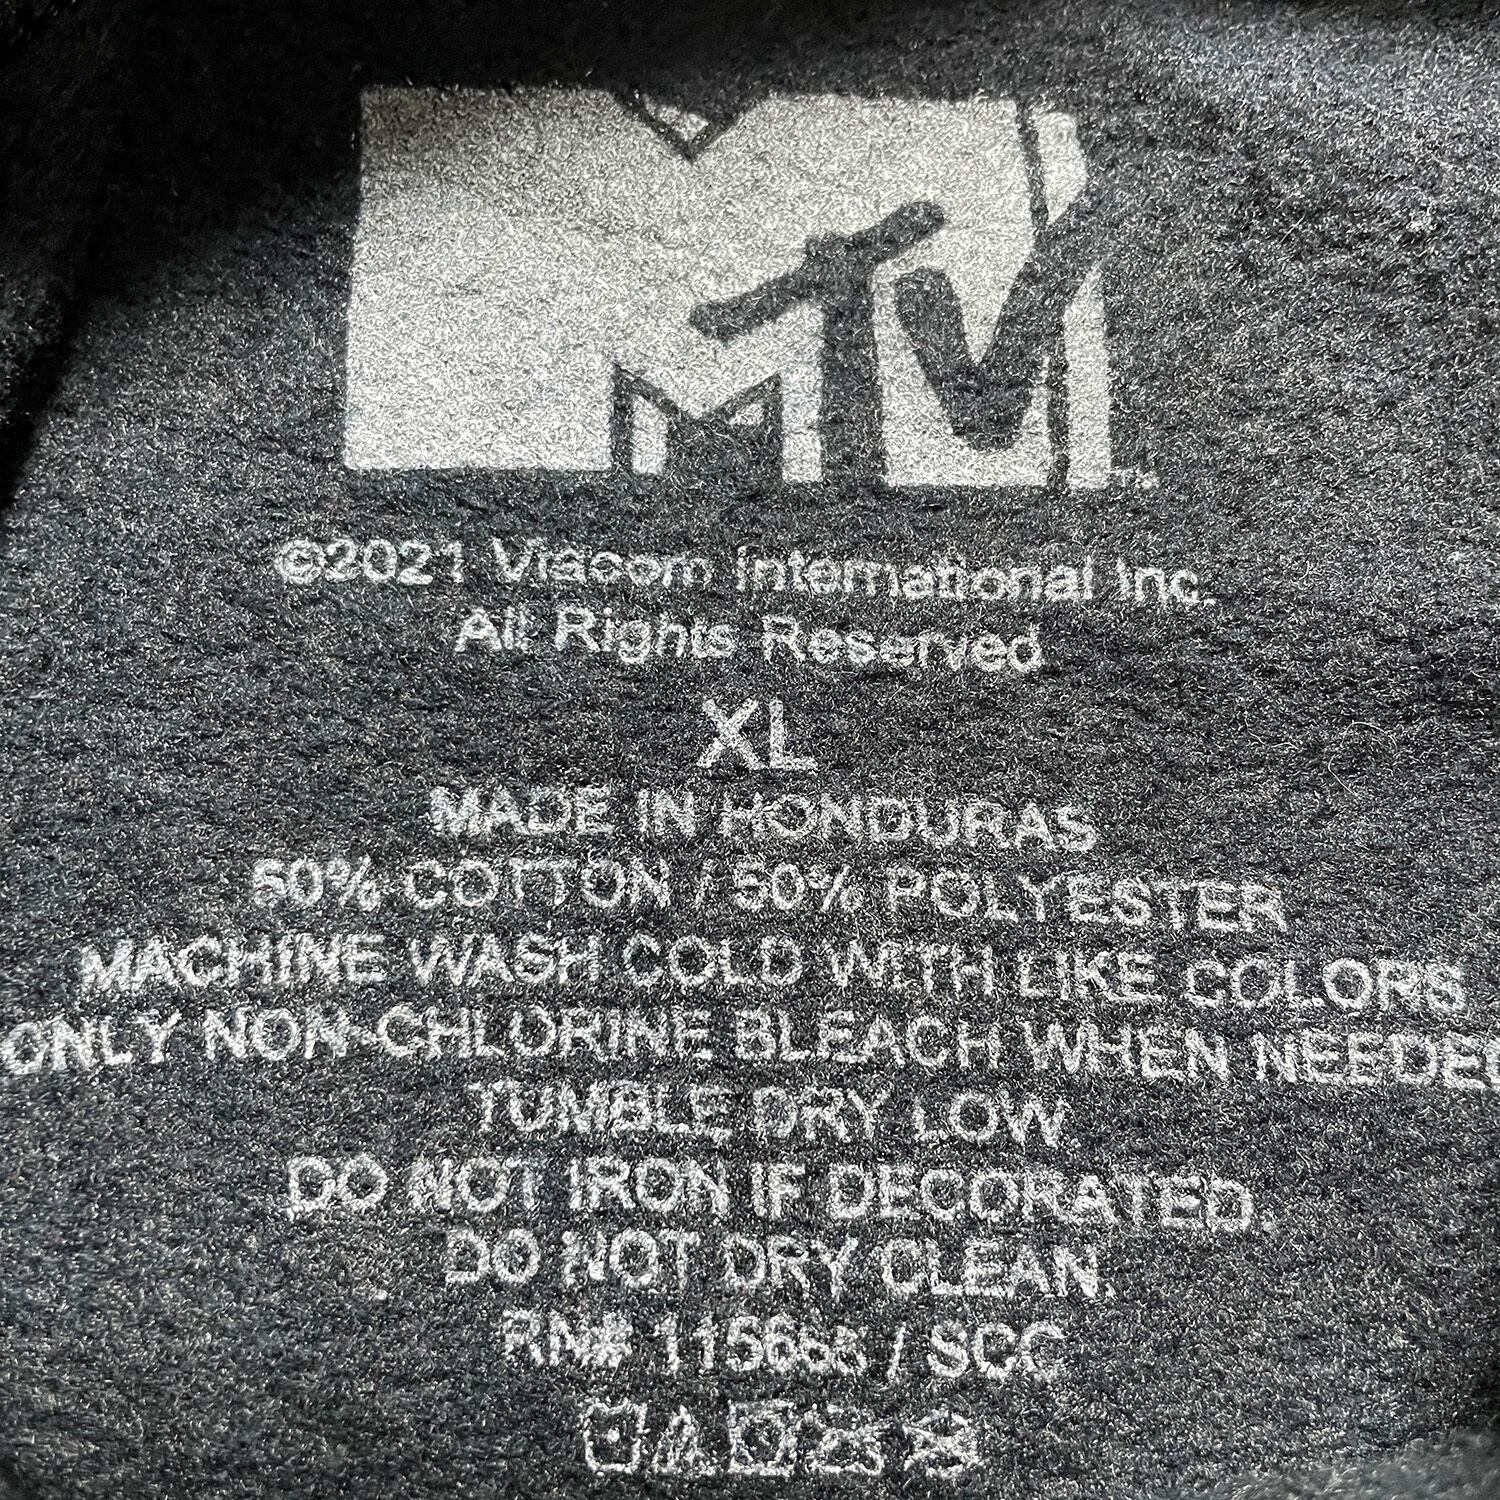 MTV
TM
©2021 Viacom International Inc.
All Rights Reserved
XL
MADE IN HONDURAS
50% COTTON / 50% POLYESTER
MACHINE WASH COLD WITH LIKE COLORS
ONLY NON-CHLORINE BLEACH WHEN NEEDED
TUMBLE DRY LOW.
DO NOT IRON IF DECORATED.
DO NOT DRY CLEAN.
RN# / SCC